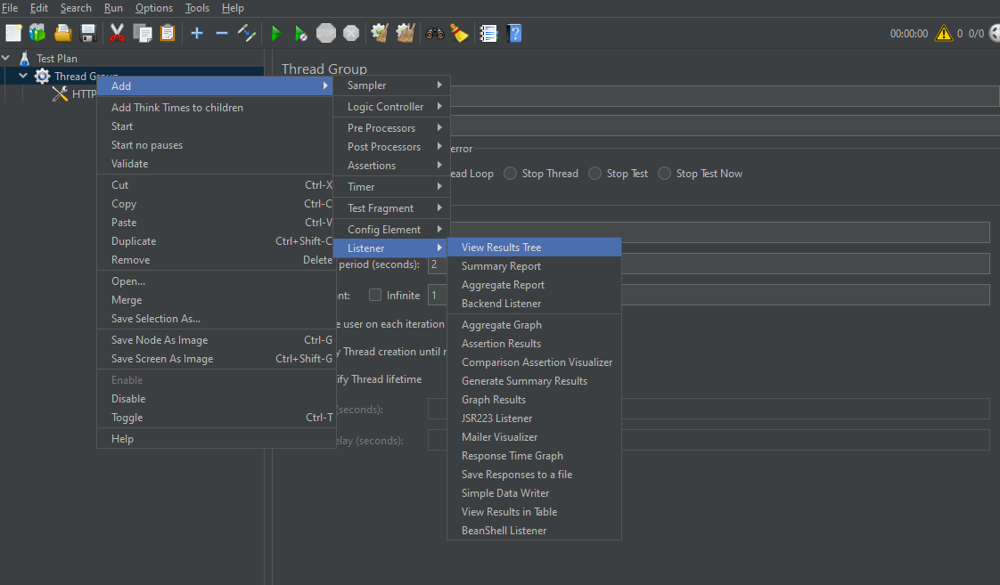 File Edit Search Run Options Tools Help
00:00:00 0 0/0
Test Plan
Thread Group
HTTP
Thread Group
Add
Add Think Times to children
Start
Start no pauses
Validate
Cut Ctrl-X
Copy Ctrl-C
Paste Ctrl-V
Duplicate Ctrl+Shift-C
Remove Delete
Open...
Merge
Save Selection As...
Save Node As Image Ctrl-G
Save Screen As Image Ctrl+Shift-G
Enable
Disable
Toggle Ctrl-T
Help
Sampler
Logic Controller
Pre Processors
Post Processors
Assertions
Timer
Test Fragment
Config Element
Listener
View Results Tree
Summary Report
Aggregate Report
Backend Listener
Aggregate Graph
Assertion Results
Comparison Assertion Visualizer
Generate Summary Results
Graph Results
JSR223 Listener
Mailer Visualizer
Response Time Graph
Save Responses to a file
Simple Data Writer
View Results in Table
BeanShell Listener
error
ead Loop Stop Thread Stop Test Stop Test Now
period (seconds): 2
nt: Infinite 1
e user on each iteration
y Thread creation until
ify Thread lifetime
(seconds):
elay (seconds):